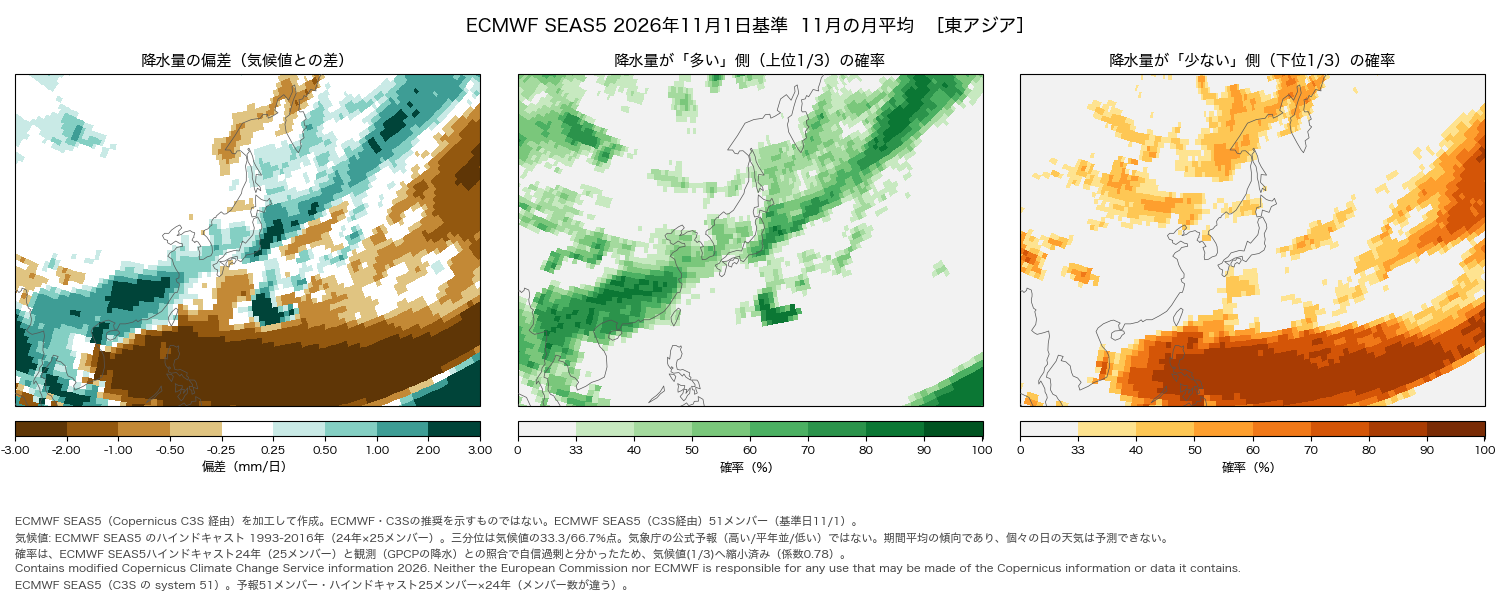 ECMWF SEAS5 2026年11月1日基準 11月の月平均 ［東アジア］
降水量の偏差（気候値との差）
降水量が「多い」側（上位1/3）の確率
降水量が「少ない」側（下位1/3）の確率
-3.00 -2.00 -1.00 -0.50 -0.25 0.25 0.50 1.00 2.00 3.00
偏差（mm/日）
0 33 40 50 60 70 80 90 100
確率（%）
0 33 40 50 60 70 80 90 100
確率（%）
ECMWF SEAS5（Copernicus C3S 経由）を加工して作成。ECMWF・C3Sの推奨を示すものではない。ECMWF SEAS5（C3S経由）51メンバー（基準日11/1）。
気候値: ECMWF SEAS5 のハインドキャスト 1993-2016年（24年×25メンバー）。三分位は気候値の33.3/66.7%点。気象庁の公式予報（高い/平年並/低い）ではない。期間平均の傾向であり、個々の日の天気は予測できない。
確率は、ECMWF SEAS5ハインドキャスト24年（25メンバー）と観測（GPCPの降水）との照合で自信過剰と分かったため、気候値(1/3)へ縮小済み（係数0.78）。
Contains modified Copernicus Climate Change Service information 2026. Neither the European Commission nor ECMWF is responsible for any use that may be made of the Copernicus information or data it contains.
ECMWF SEAS5（C3S の system 51）。予報51メンバー・ハインドキャスト25メンバー×24年（メンバー数が違う）。